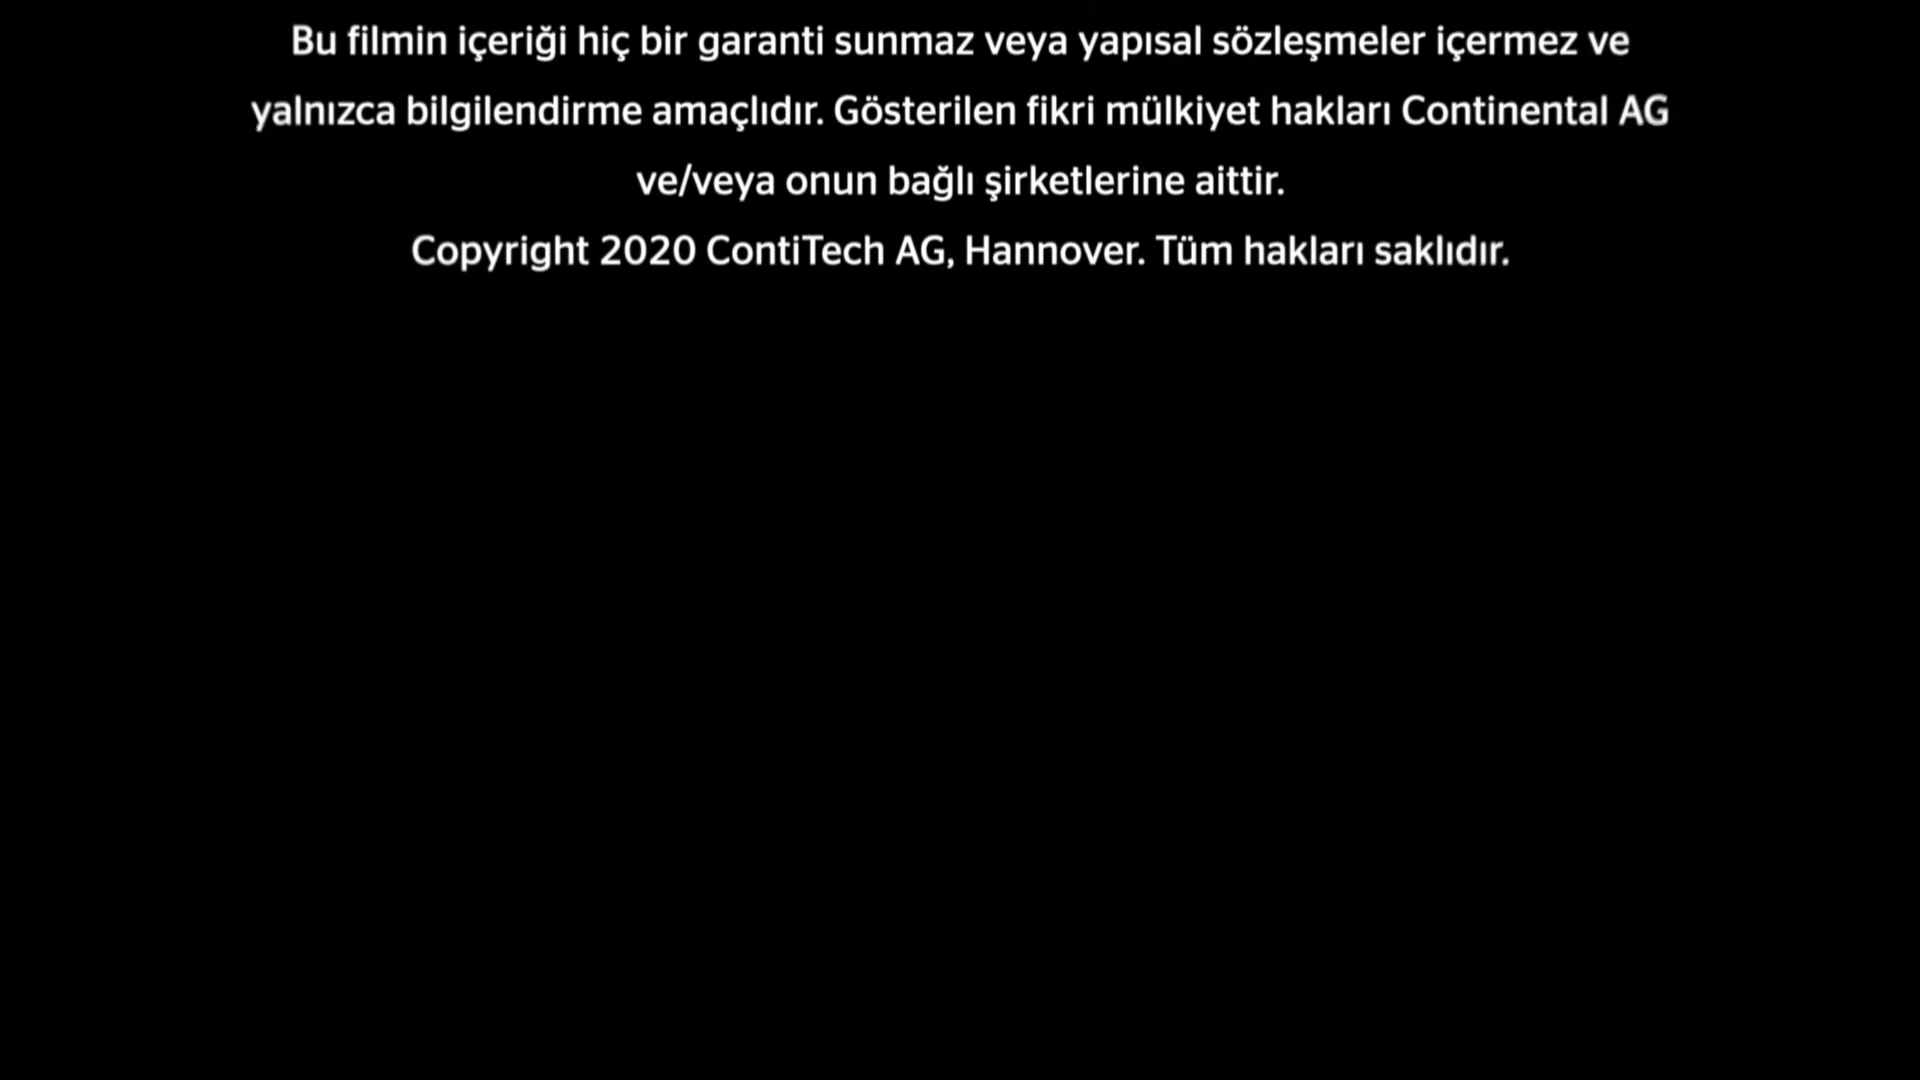 Bu filmin içeriği hiç bir garanti sunmaz veya yapısal sözleşmeler içermez ve
yalnızca bilgilendirme amaçlıdır. Gösterilen fikri mülkiyet hakları Continental AG
ve/veya onun bağlı şirketlerine aittir.
Copyright 2020 ContiTech AG, Hannover. Tüm hakları saklıdır.